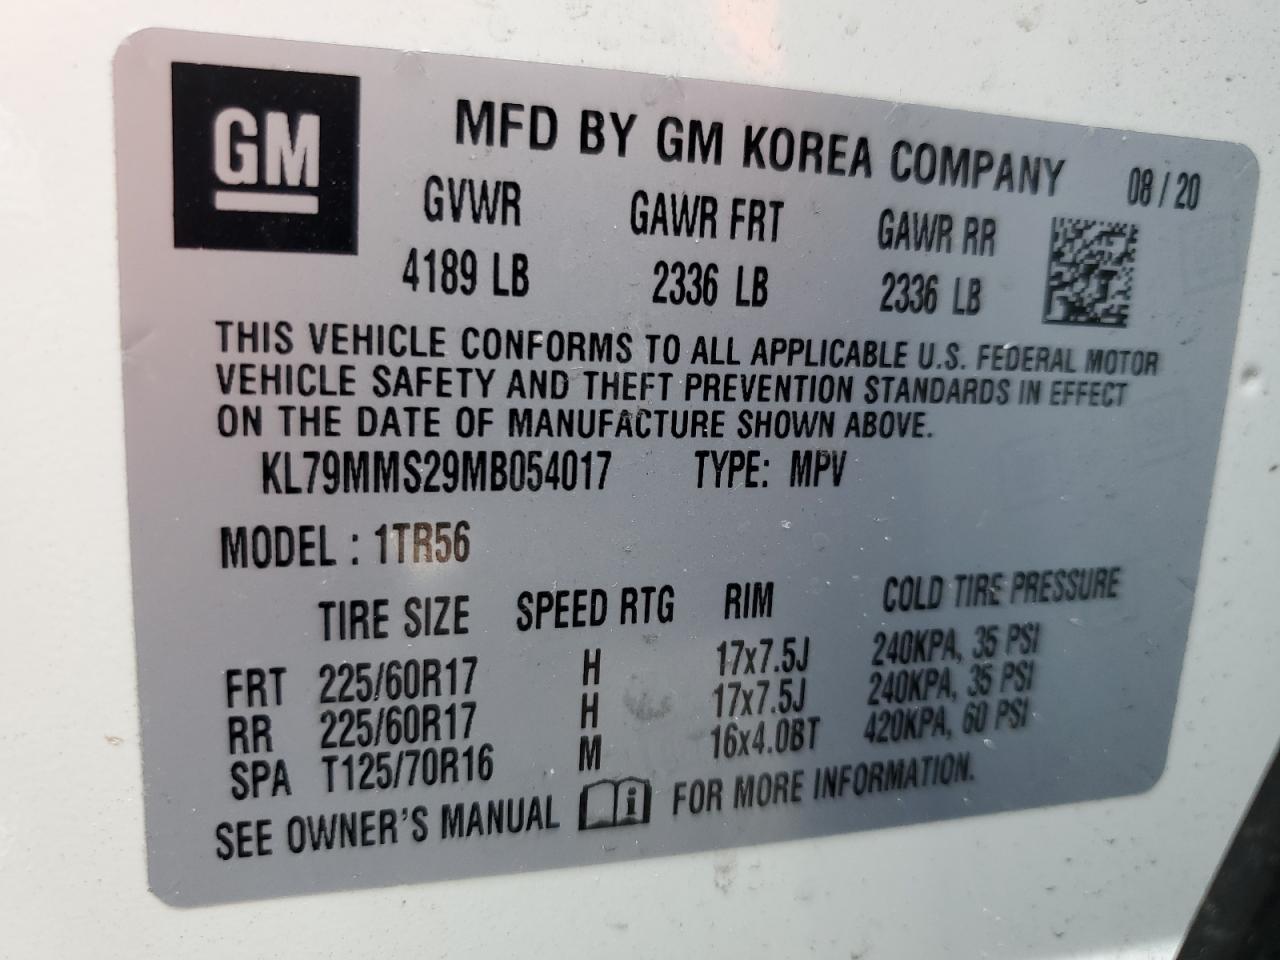 GM
MFD BY GM KOREA COMPANY 08/20
GVWR GAWR FRT GAWR RR
4189 LB 2336 LB 2336 LB
THIS VEHICLE CONFORMS TO ALL APPLICABLE U.S. FEDERAL MOTOR
VEHICLE SAFETY AND THEFT PREVENTION STANDARDS IN EFFECT
ON THE DATE OF MANUFACTURE SHOWN ABOVE.
KL79MMS29MB054017 TYPE: MPV
MODEL : 1TR56
TIRE SIZE SPEED RTG RIM COLD TIRE PRESSURE
FRT 225/60R17 H 17x7.5J 240KPA, 35 PSI
RR 225/60R17 H 17x7.5J 240KPA, 35 PSI
SPA T125/70R16 M 16x4.0BT 420KPA, 60 PSI
SEE OWNER'S MANUAL i FOR MORE INFORMATION.